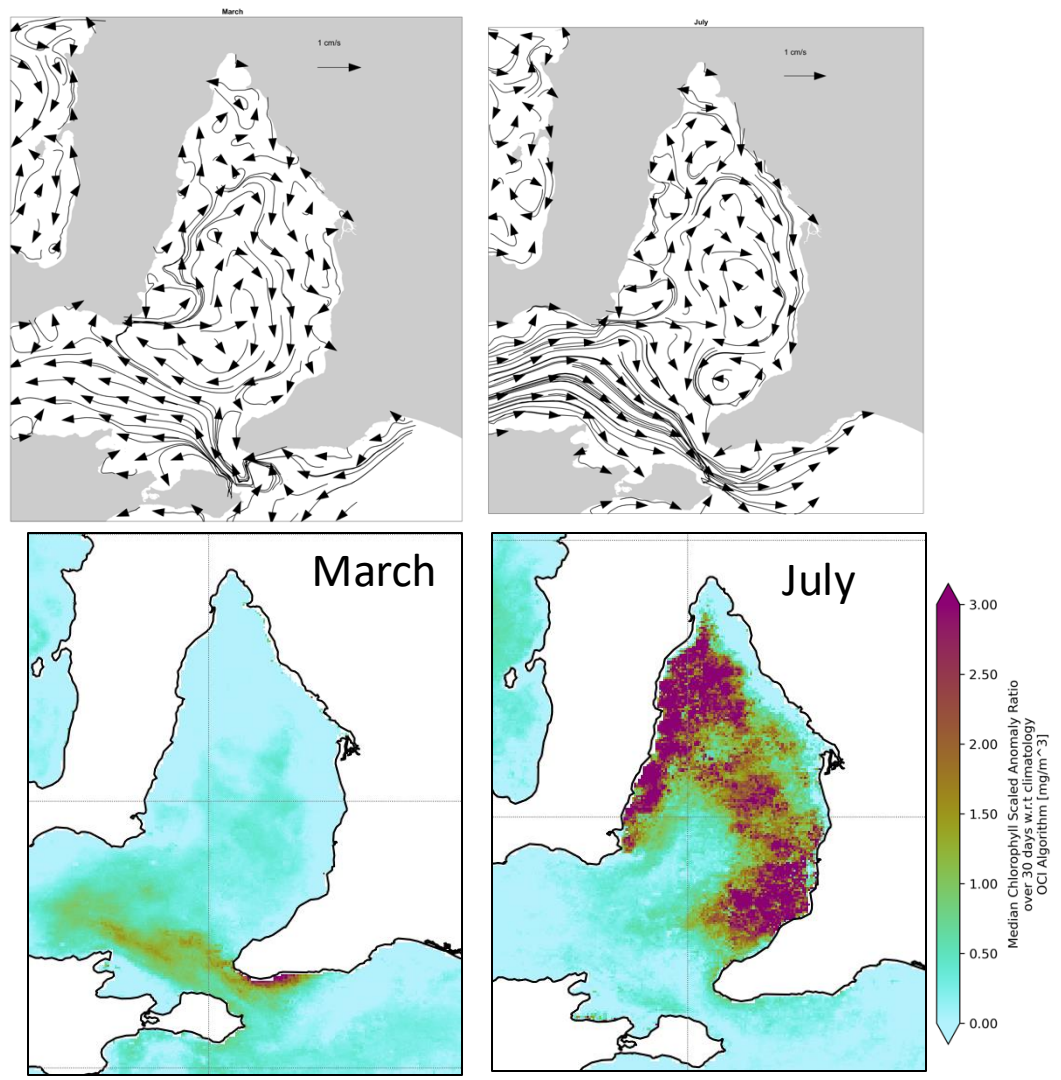 March
1 cm/s
July
1 cm/s
March
July
3.00
2.50
2.00
1.50
1.00
0.50
0.00
Median Chlorophyll Scaled Anomaly Ratio
over 30 days w.r.t climatology
OCI Algorithm [mg/m^3]